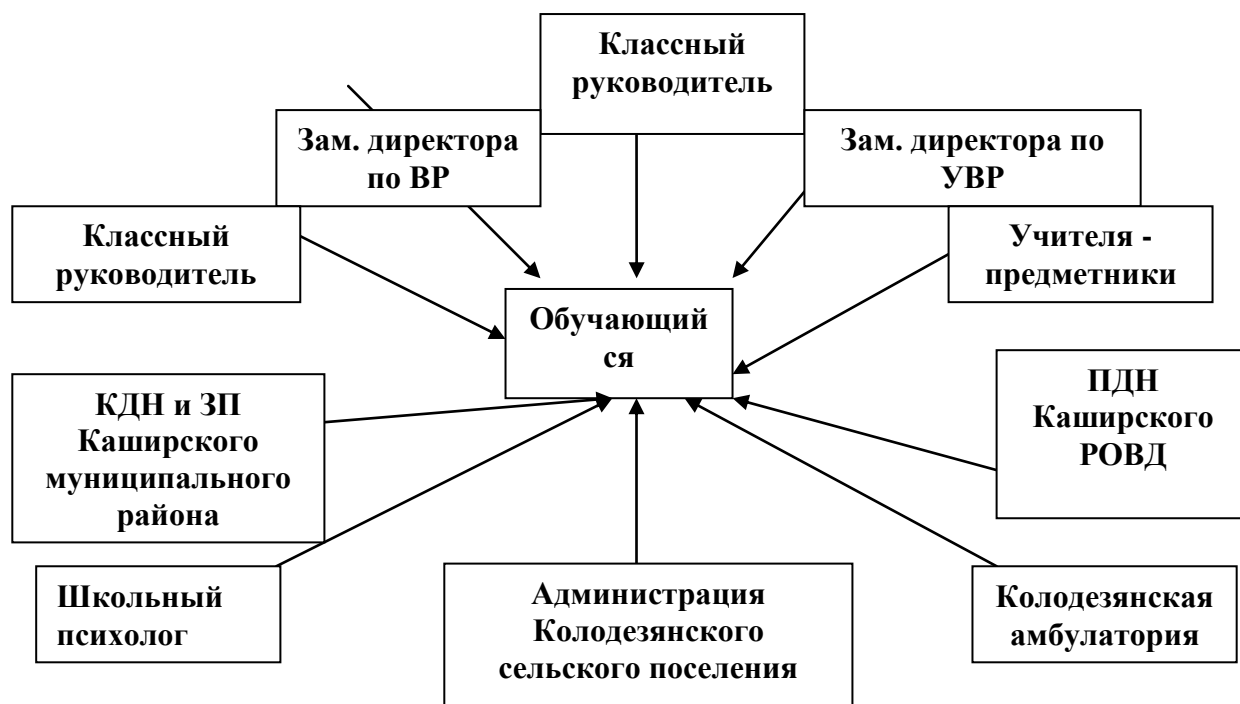 Классный
руководитель
Зам. директора
по ВР
Зам. директора по
УВР
Классный
руководитель
Учителя -
предметники
Обучающий
ся
КДН и ЗП
Каширского
муниципального
района
ПДН
Каширского
РОВД
Школьный
психолог
Администрация
Колодезянского
сельского поселения
Колодезянская
амбулатория